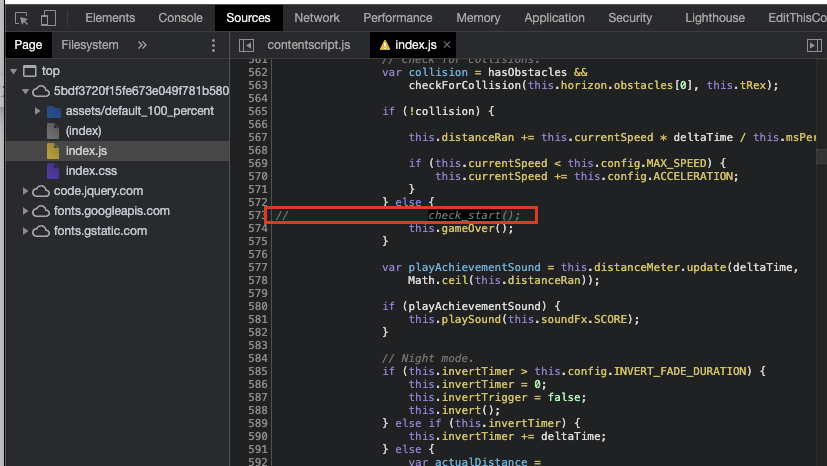 Elements Console Sources Network Performance Memory Application Security Lighthouse EditThisCo
Page Filesystem » contentscript.js index.js ×
top
5bdf3720f15fe673e049f781b580
assets/default_100_percent
(index)
index.js
index.css
code.jquery.com
fonts.googleapis.com
fonts.gstatic.com
561 // Check for collisions.
562 var collision = hasObstacles &&
563 checkForCollision(this.horizon.obstacles[0], this.tRex);
564
565 if (!collision) {
566
567 this.distanceRan += this.currentSpeed * deltaTime / this.msPer
568
569 if (this.currentSpeed < this.config.MAX_SPEED) {
570 this.currentSpeed += this.config.ACCELERATION;
571 }
572 } else {
573 // check_start();
574 this.gameOver();
575 }
576
577 var playAchievementSound = this.distanceMeter.update(deltaTime,
578 Math.ceil(this.distanceRan));
579
580 if (playAchievementSound) {
581 this.playSound(this.soundFx.SCORE);
582 }
583
584 // Night mode.
585 if (this.invertTimer > this.config.INVERT_FADE_DURATION) {
586 this.invertTimer = 0;
587 this.invertTrigger = false;
588 this.invert();
589 } else if (this.invertTimer) {
590 this.invertTimer += deltaTime;
591 } else {
592 var actualDistance =